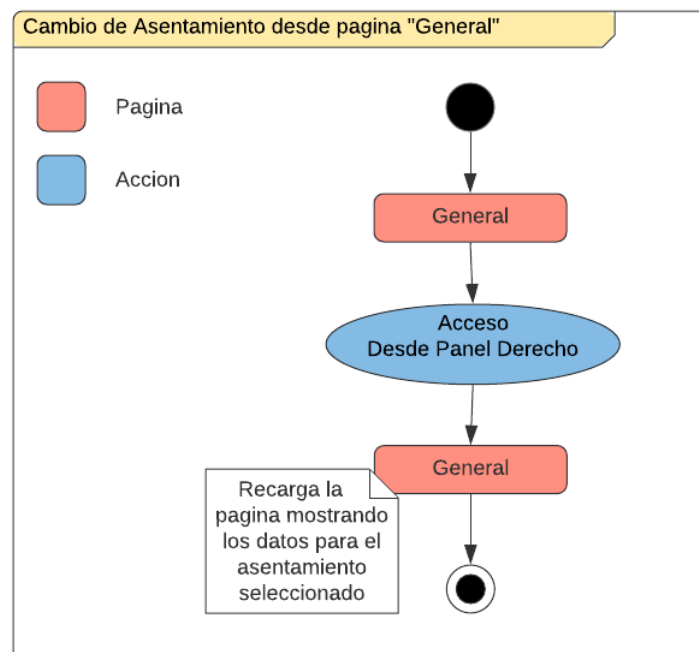 Cambio de Asentamiento desde pagina "General"
Pagina
Accion
General
Acceso
Desde Panel Derecho
General
Recarga la
pagina mostrando
los datos para el
asentamiento
seleccionado